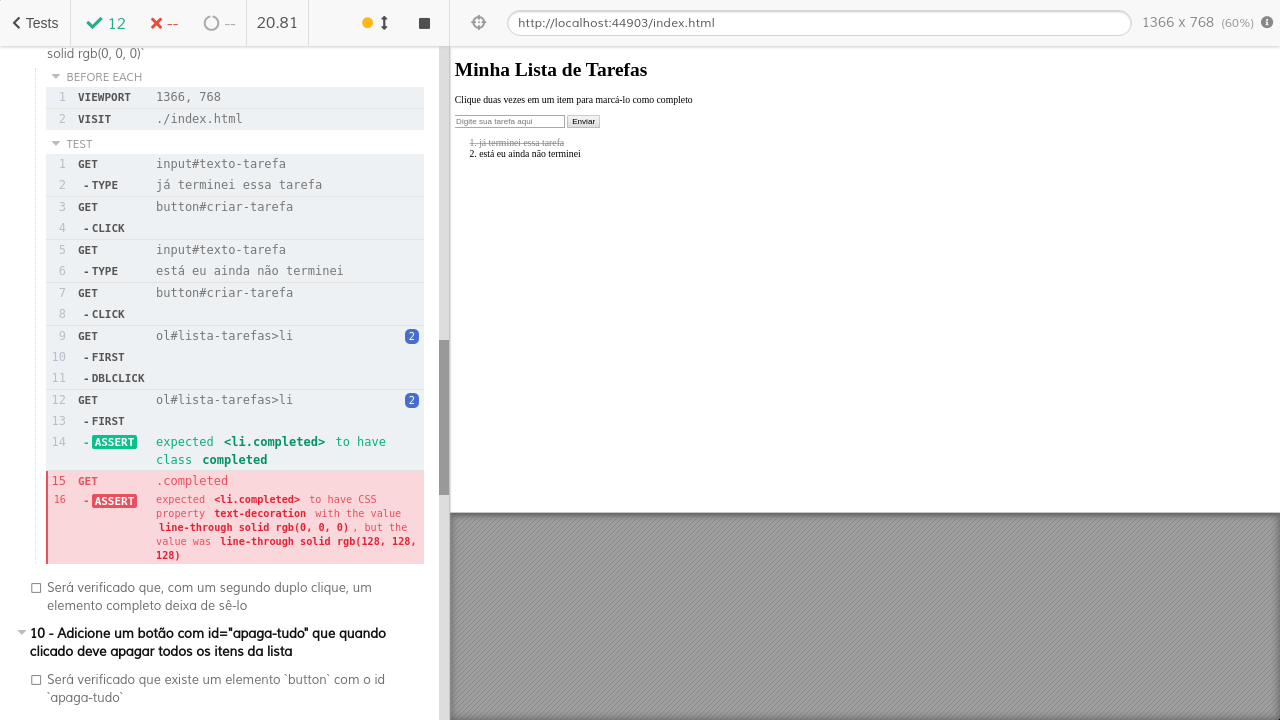 Tests
12
--
--
20.81
http://localhost:44903/index.html
1366 x 768 (60%)
solid rgb(0, 0, 0)`
BEFORE EACH
1 VIEWPORT 1366, 768
2 VISIT ./index.html
TEST
1 GET input#texto-tarefa
2 -TYPE já terminei essa tarefa
3 GET button#criar-tarefa
4 -CLICK
5 GET input#texto-tarefa
6 -TYPE está eu ainda não terminei
7 GET button#criar-tarefa
8 -CLICK
9 GET ol#lista-tarefas>li 2
10 -FIRST
11 -DBLCLICK
12 GET ol#lista-tarefas>li 2
13 -FIRST
14 -ASSERT expected <li.completed> to have
class completed
15 GET .completed
16 -ASSERT expected <li.completed> to have CSS
property text-decoration with the value
line-through solid rgb(0, 0, 0), but the
value was line-through solid rgb(128, 128,
128)
Será verificado que, com um segundo duplo clique, um
elemento completo deixa de sê-lo
10 - Adicione um botão com id="apaga-tudo" que quando
clicado deve apagar todos os itens da lista
Será verificado que existe um elemento `button` com o id
`apaga-tudo`
Minha Lista de Tarefas
Clique duas vezes em um item para marcá-lo como completo
Digite sua tarefa aqui Enviar
1. já terminei essa tarefa
2. está eu ainda não terminei